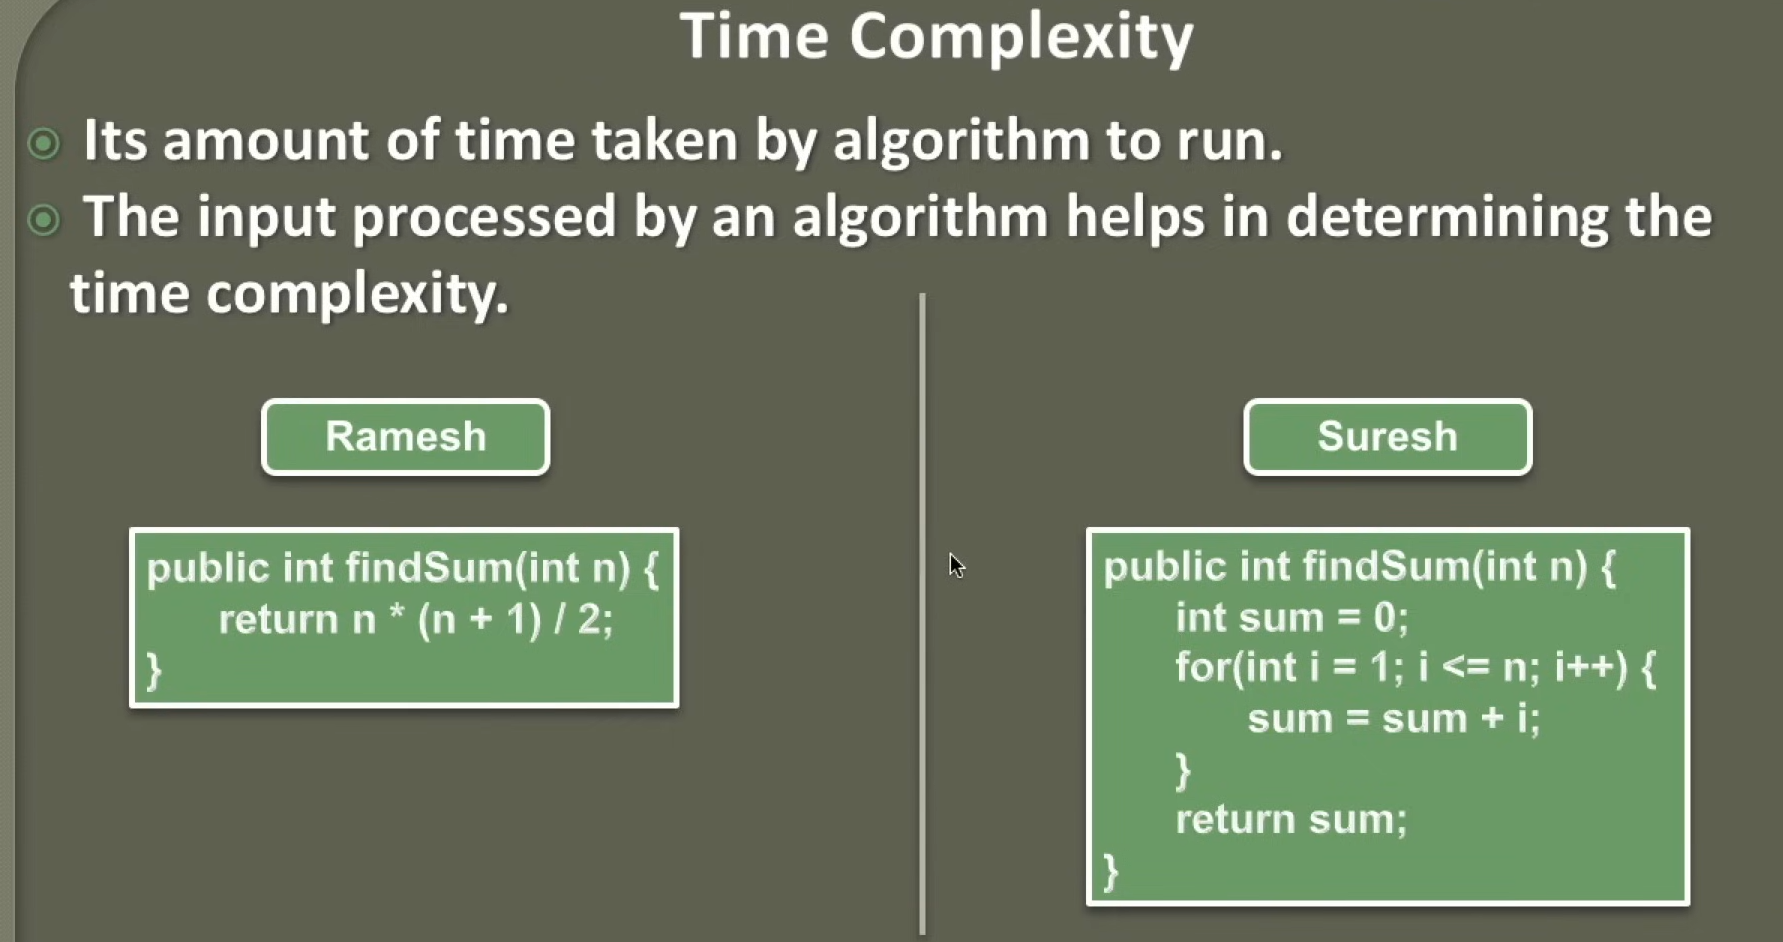 Time Complexity
Its amount of time taken by algorithm to run.
The input processed by an algorithm helps in determining the
time complexity.
Ramesh
public int findSum(int n) {
return n * (n + 1) / 2;
}
Suresh
public int findSum(int n) {
int sum = 0;
for(int i = 1; i <= n; i++) {
sum = sum + i;
}
return sum;
}